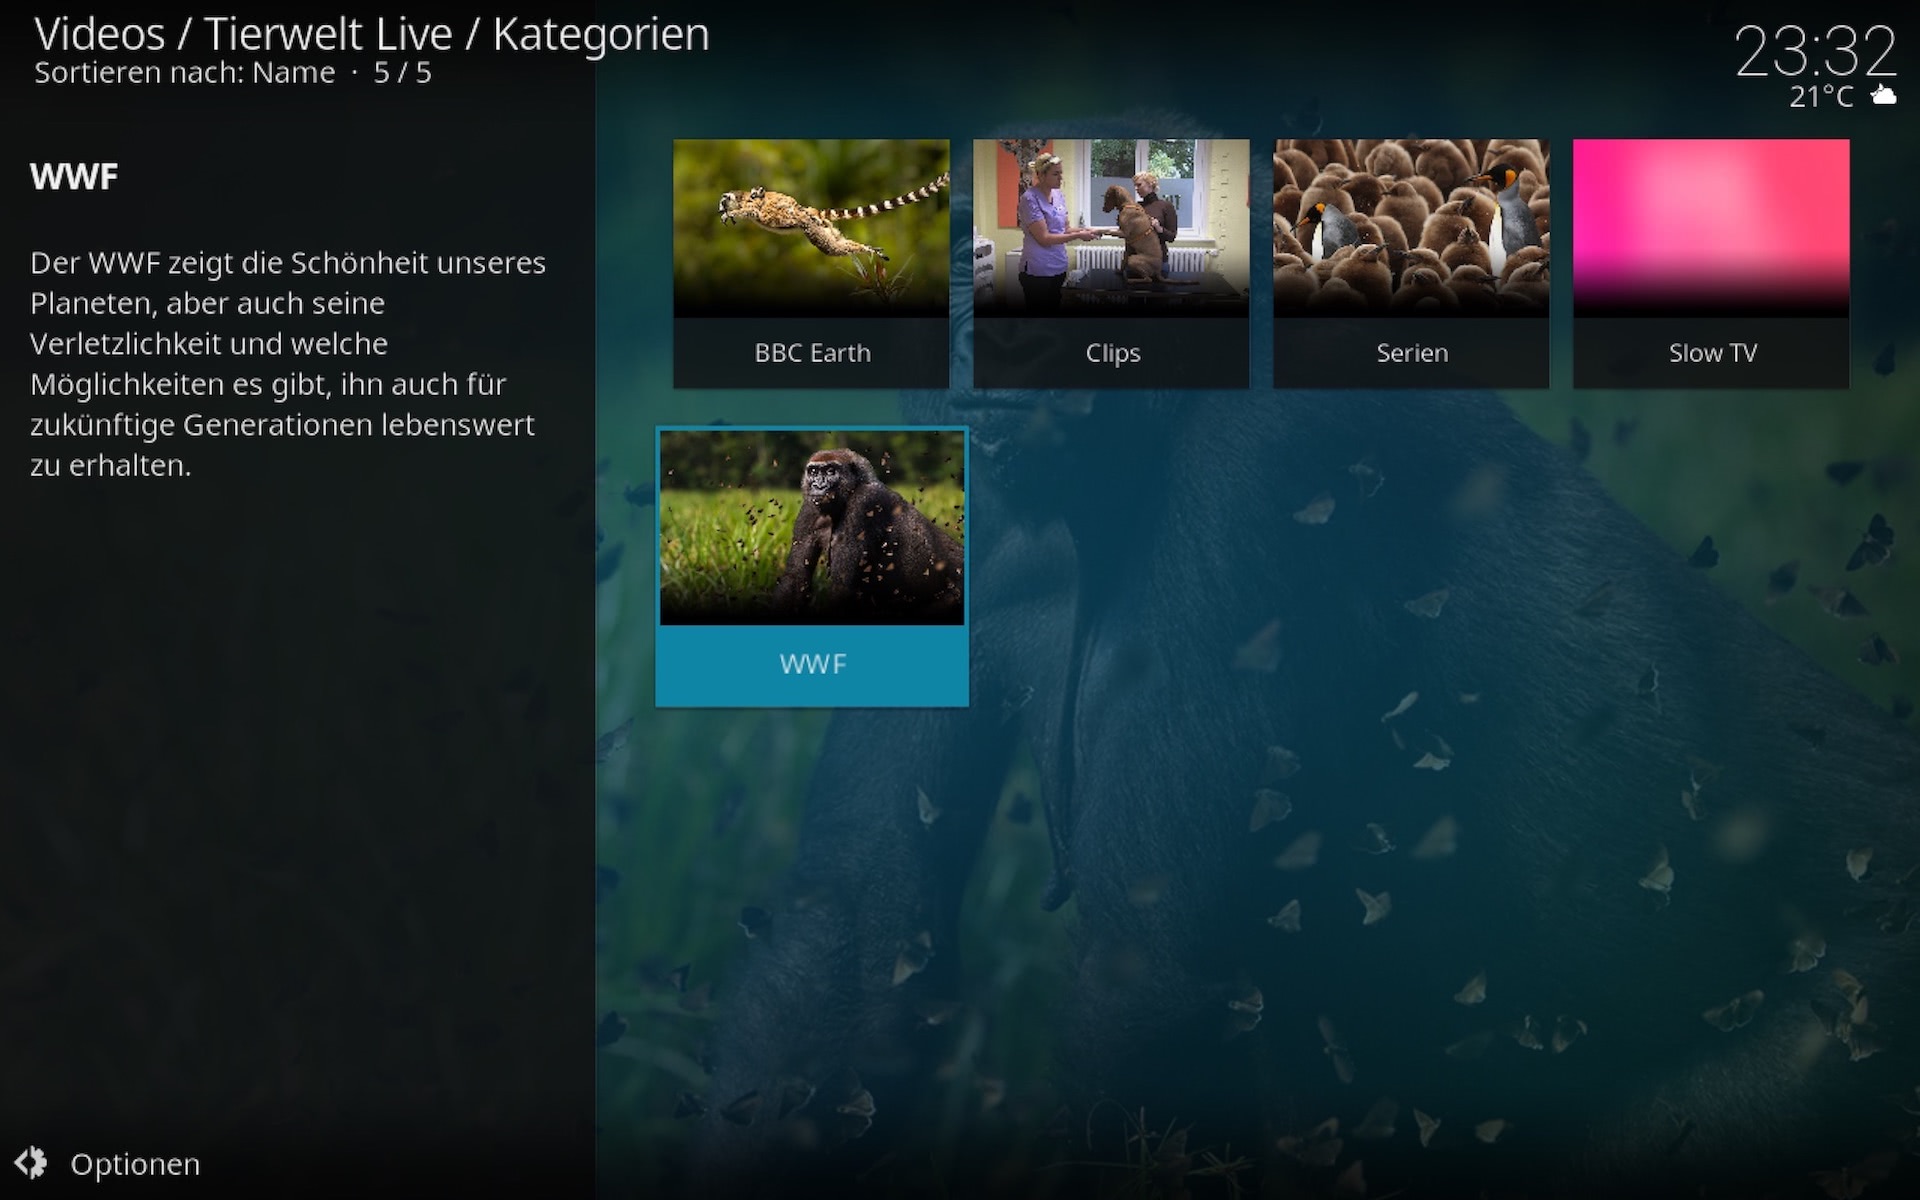 Videos / Tierwelt Live / Kategorien
Sortieren nach: Name · 5 / 5
23:32
21°C
WWF
Der WWF zeigt die Schönheit unseres
Planeten, aber auch seine
Verletzlichkeit und welche
Möglichkeiten es gibt, ihn auch für
zukünftige Generationen lebenswert
zu erhalten.
BBC Earth
Clips
Serien
Slow TV
WWF
Optionen